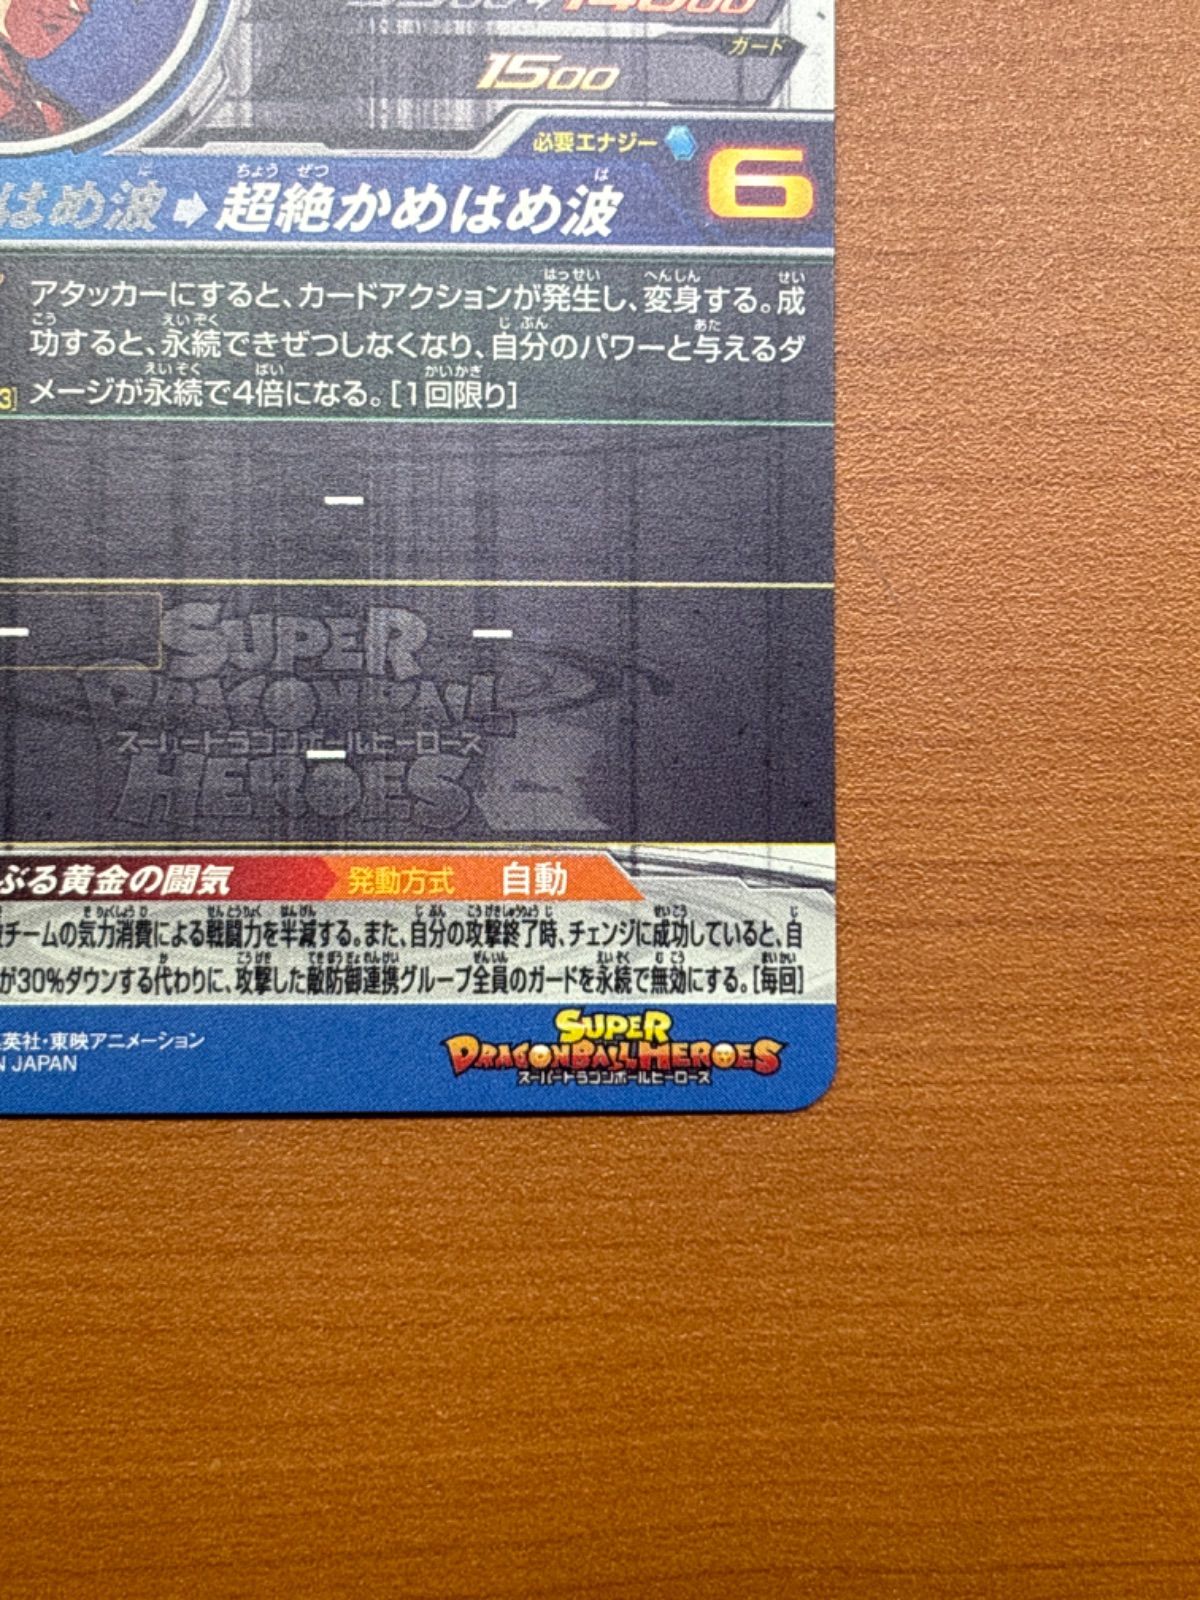 14000
カード
1500
必要エナジー 6
はめ波➡超絶かめはめ波
アタッカーにすると、カードアクションが発生し、変身する。成
功すると、永続できぜつしなくなり、自分のパワーと与えるダ
3] メージが永続で4倍になる。[1回限り]
SUPER
DRAGON BALL
スーパードラゴンボールヒーローズ
HEROES
ぶる黄金の闘気 発動方式 自動
チームの気力消費による戦闘力を半減する。また、自分の攻撃終了時、チェンジに成功していると、自
が30%ダウンする代わりに、攻撃した敵防御連携グループ全員のガードを永続で無効にする。[毎回]
英社・東映アニメーション
N JAPAN
SUPER
DRAGONBALL HEROES
スーパードラゴンボールヒーローズ